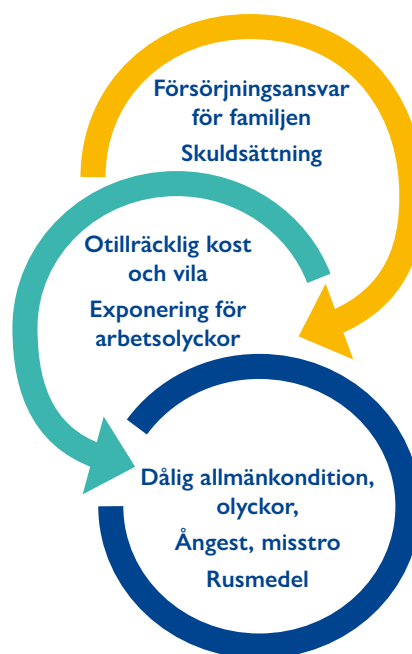 Försörjningsansvar
för familjen
Skuldsättning
Otillräcklig kost
och vila
Exponering för
arbetsolyckor
Dålig allmänkondition,
olyckor,
Ångest, misstro
Rusmedel